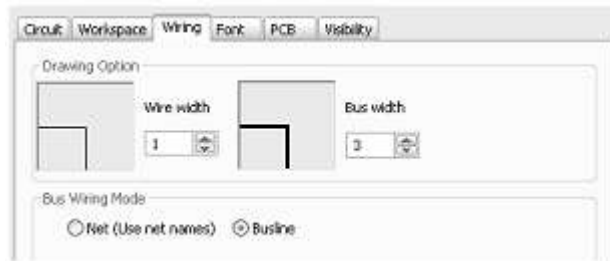 Circuit Workspace Wiring Font PCB Visibility
Drawing Option
Wire width Bus width
1 3
Bus Wiring Mode
Net (Use net names) Busline